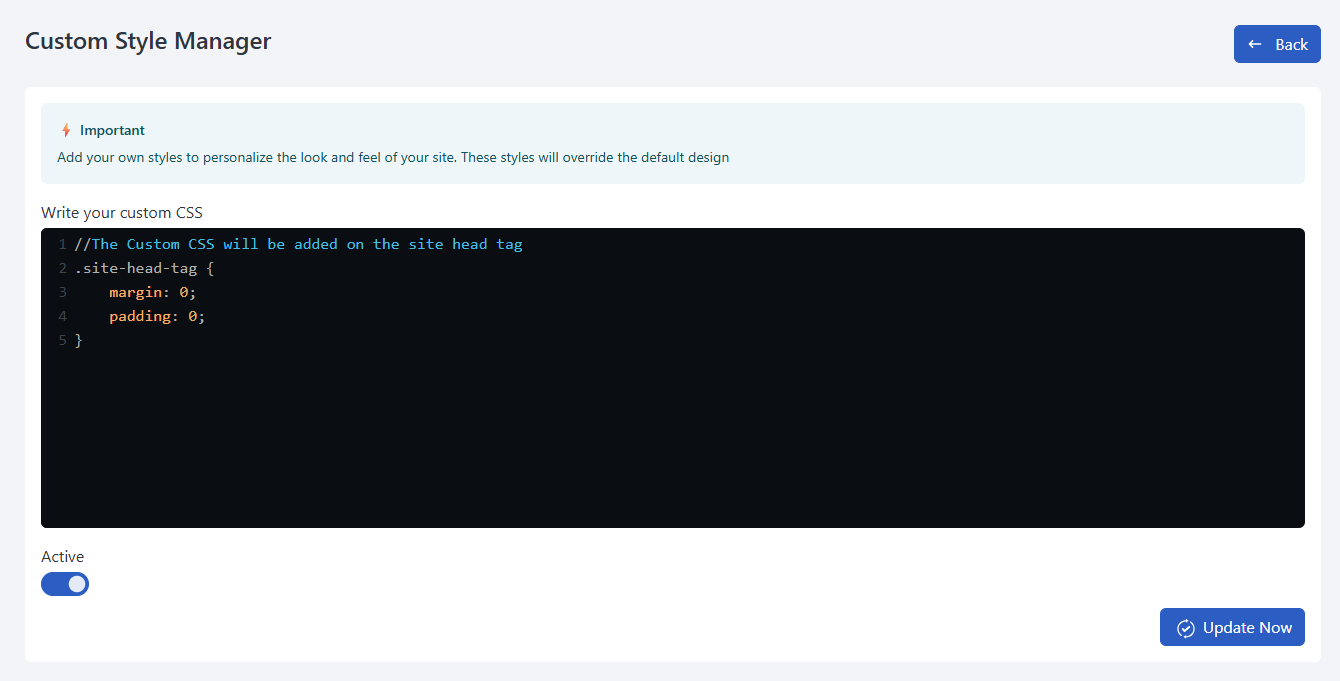 Custom Style Manager
Back
Important
Add your own styles to personalize the look and feel of your site. These styles will override the default design
Write your custom CSS
1 //The Custom CSS will be added on the site head tag
2 .site-head-tag {
3     margin: 0;
4     padding: 0;
5 }
Active
Update Now